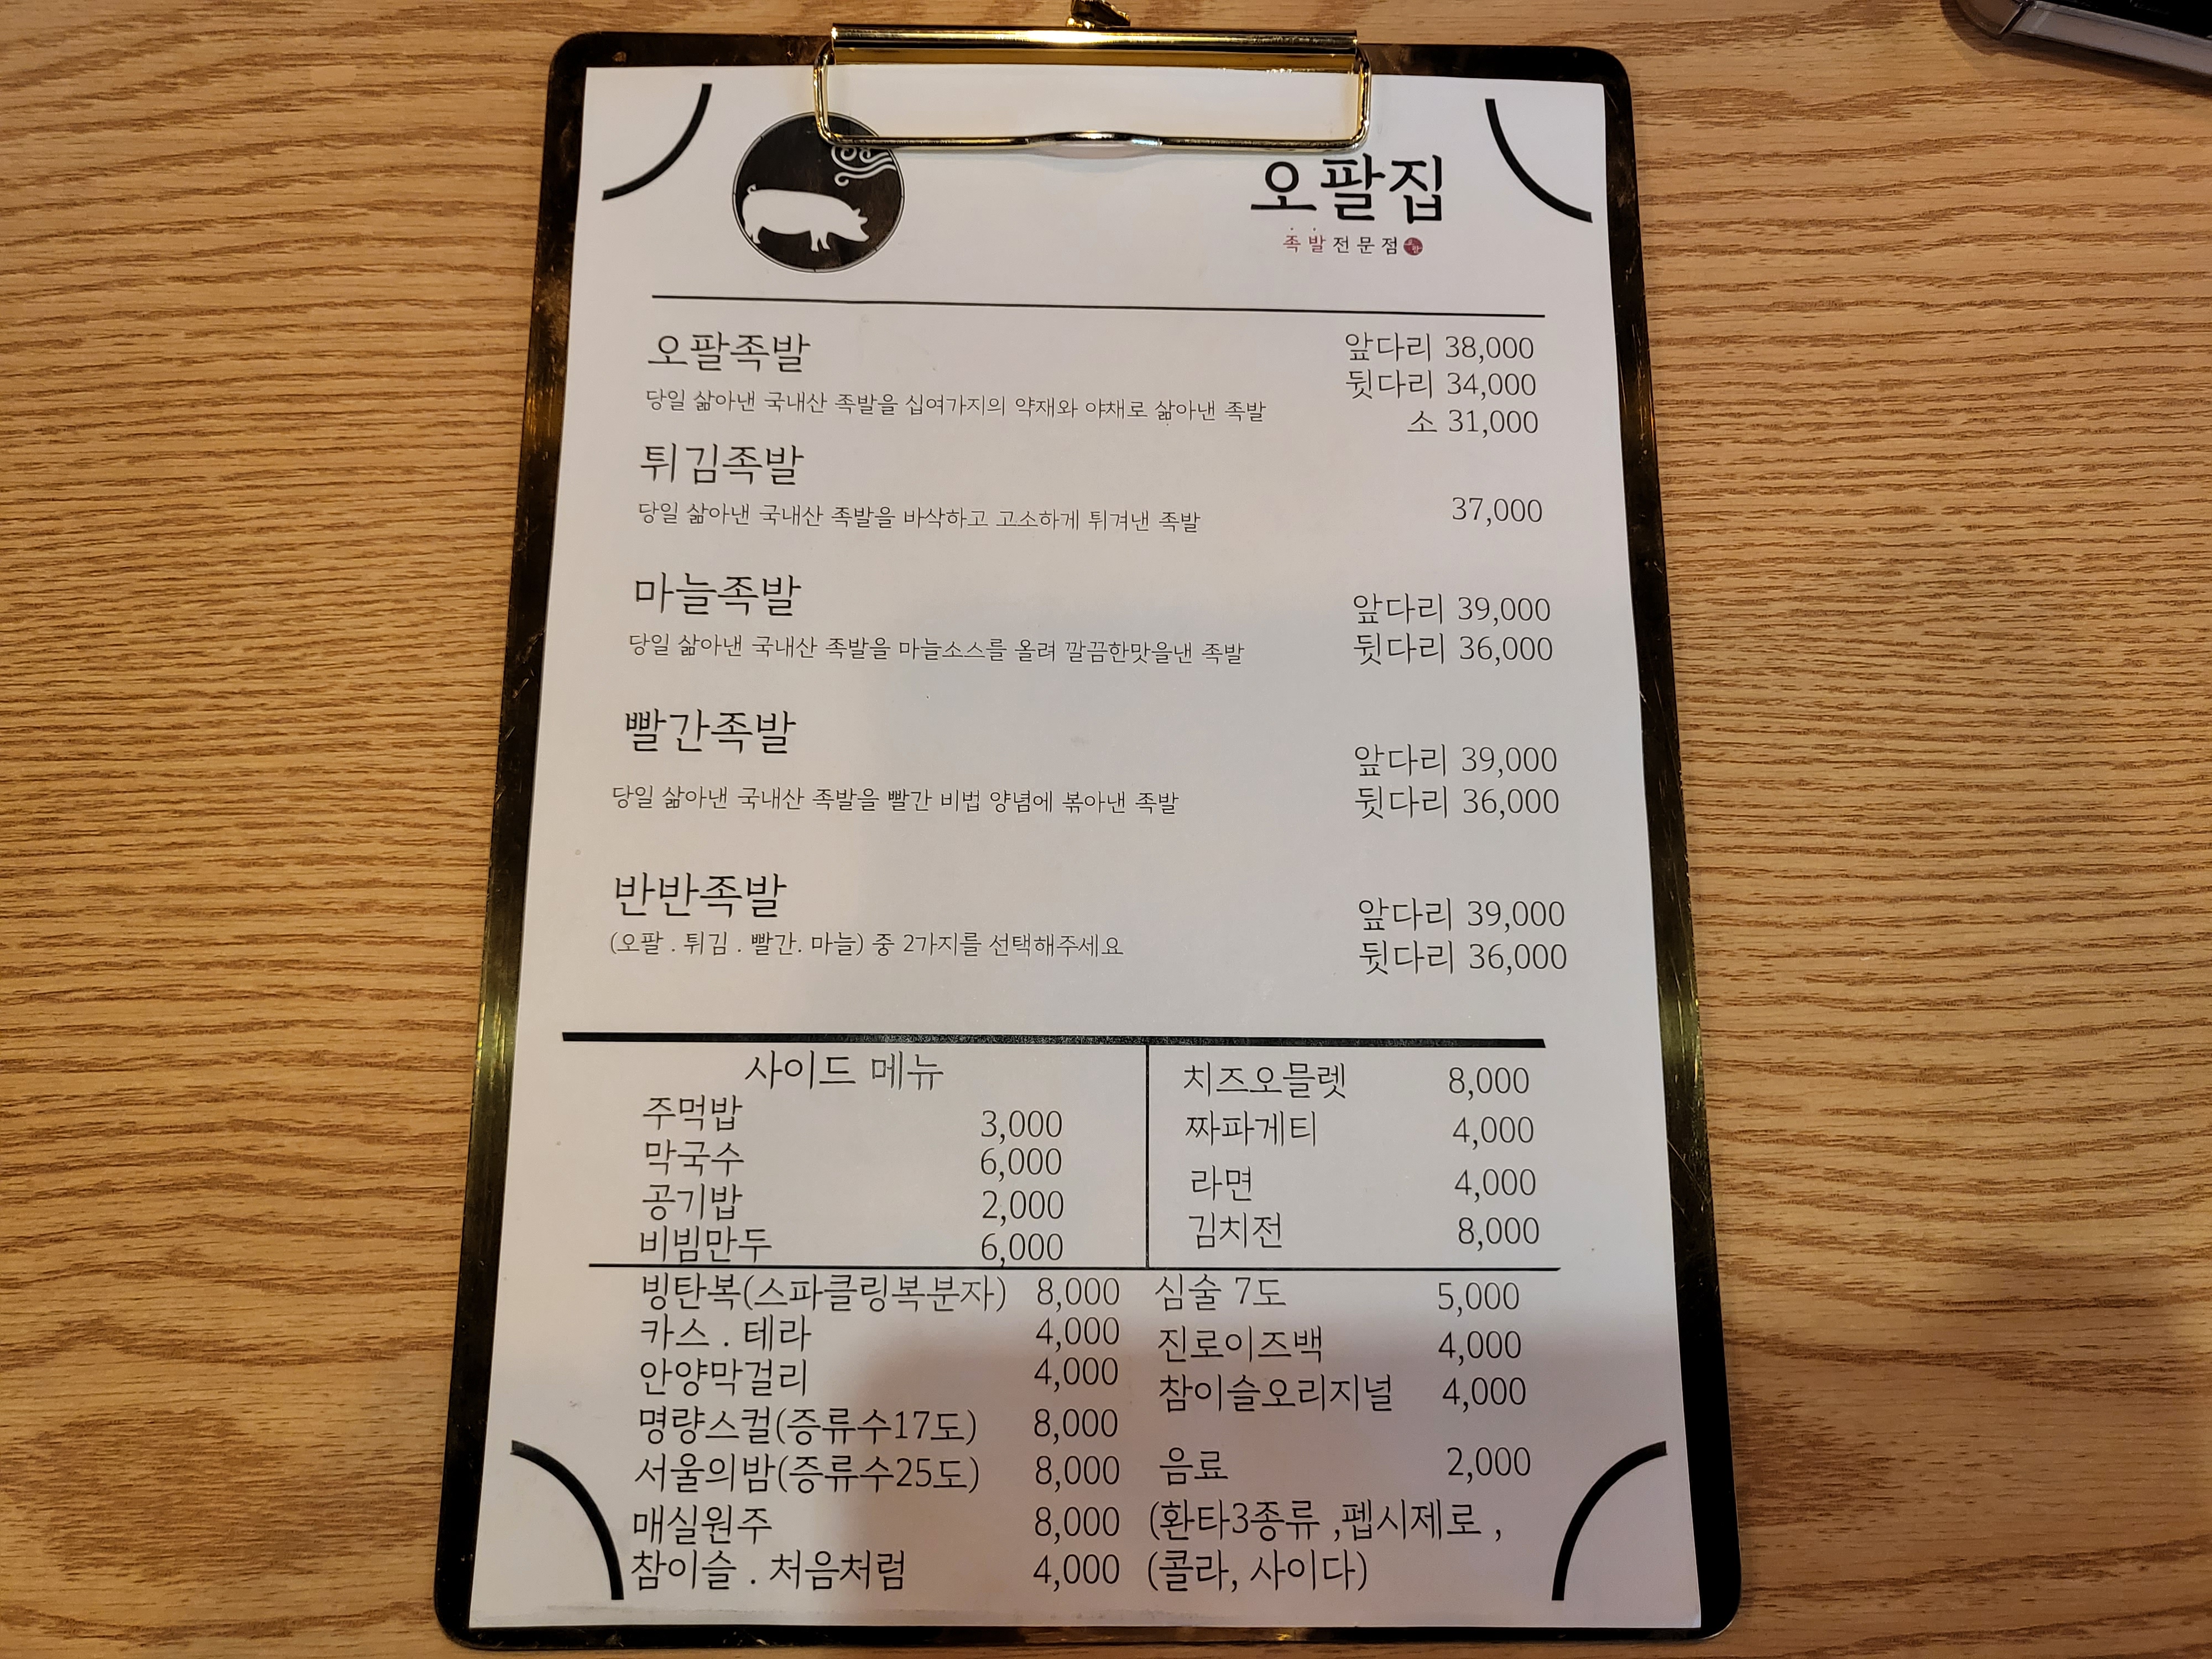 오팔집
족발전문점
오팔족발
앞다리 38,000
뒷다리 34,000
당일 삶아낸 국내산 족발을 십여가지의 약재와 야채로 삶아낸 족발
소 31,000
튀김족발
당일 삶아낸 국내산 족발을 바삭하고 고소하게 튀겨낸 족발
37,000
마늘족발
앞다리 39,000
당일 삶아낸 국내산 족발을 마늘소스를 올려 깔끔한맛을낸 족발
뒷다리 36,000
빨간족발
앞다리 39,000
당일 삶아낸 국내산 족발을 빨간 비법 양념에 볶아낸 족발
뒷다리 36,000
반반족발
앞다리 39,000
(오팔 . 튀김 . 빨간. 마늘) 중 2가지를 선택해주세요
뒷다리 36,000
사이드 메뉴
주먹밥 3,000
막국수 6,000
공기밥 2,000
비빔만두 6,000
치즈오믈렛 8,000
짜파게티 4,000
라면 4,000
김치전 8,000
빙탄복(스파클링복분자) 8,000
카스 . 테라 4,000
안양막걸리 4,000
명량스컬(증류수17도) 8,000
서울의밤(증류수25도) 8,000
매실원주 8,000
참이슬 . 처음처럼 4,000
심술 7도 5,000
진로이즈백 4,000
참이슬오리지널 4,000
음료 2,000
(환타3종류 ,펩시제로 ,
(콜라, 사이다)